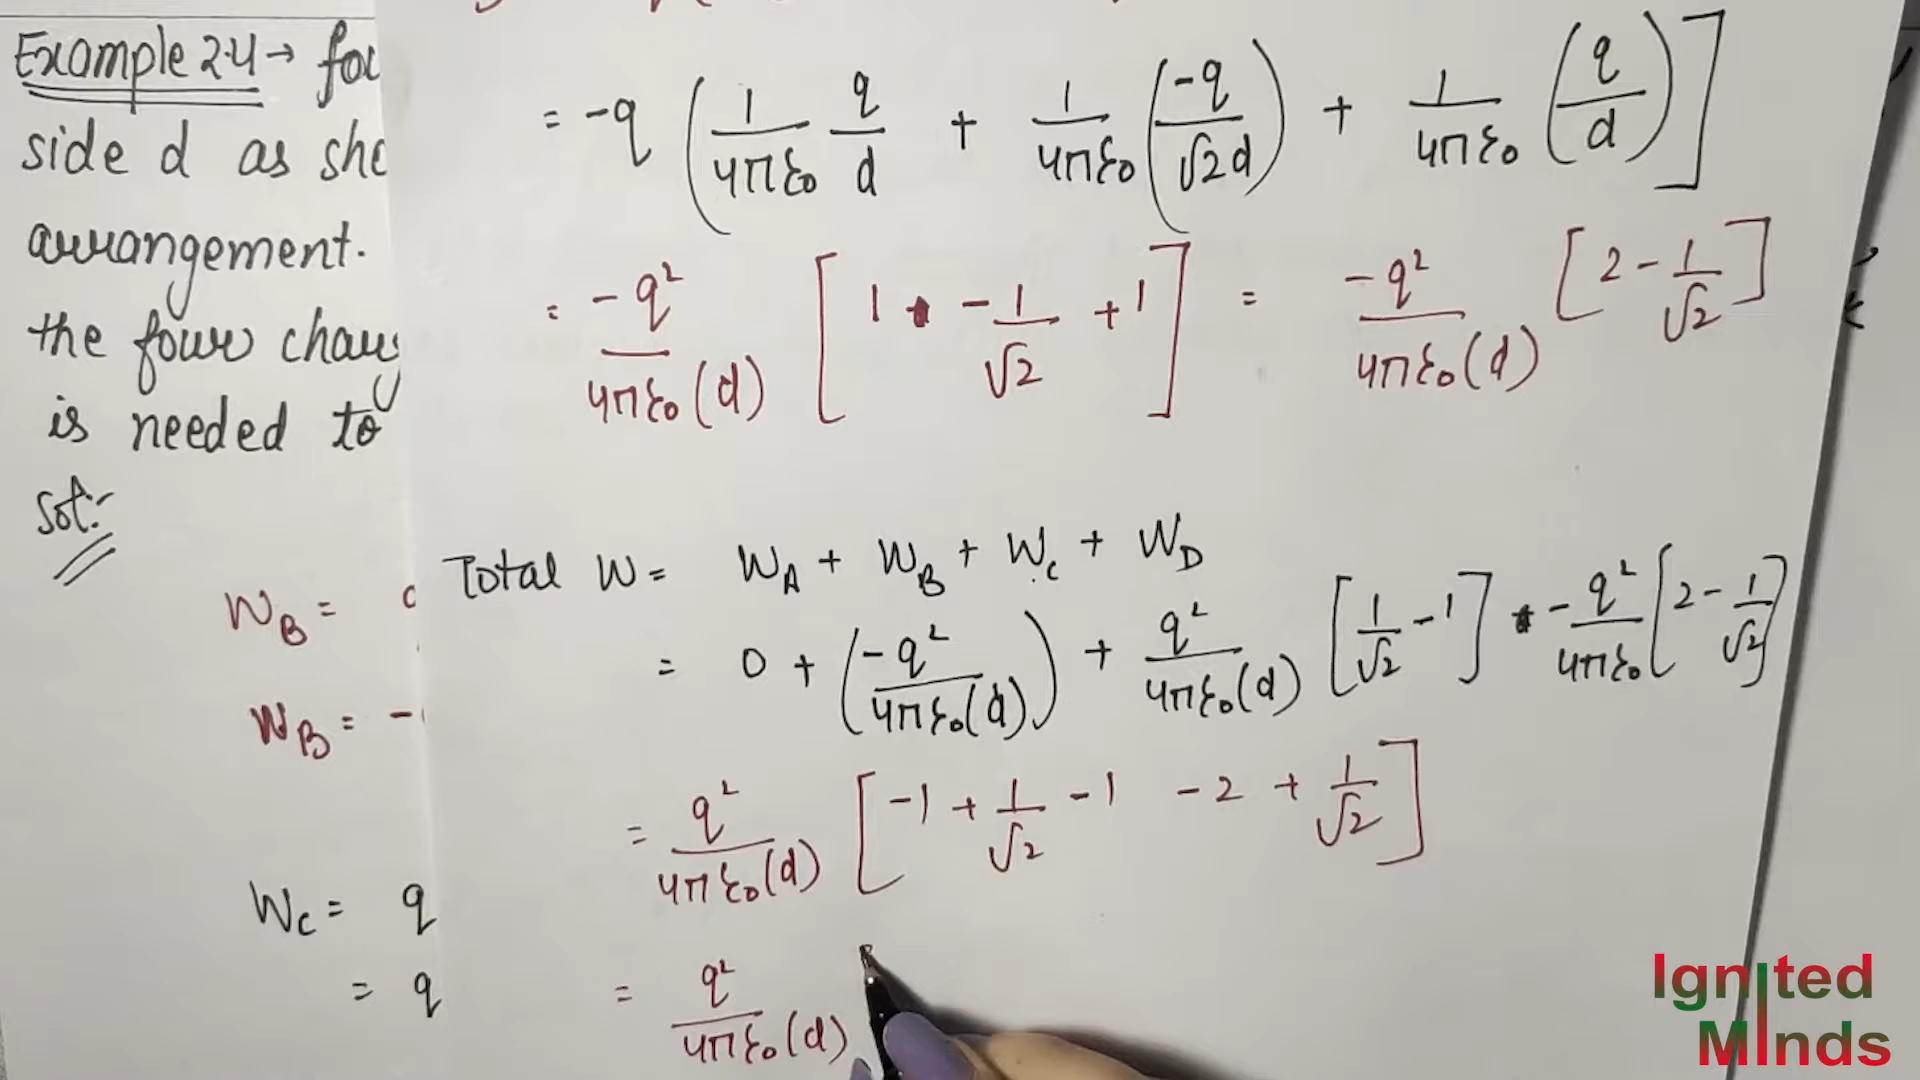 Example 2.4 → fou
side d as sho
arrangement.
the four charg
is needed to
Sol:-
W_B =
W_B = -
W_C = q
= q
= -q ( 1/4πε₀ q/d + 1/4πε₀ (-q/√2d) + 1/4πε₀ (q/d) ]
= -q²/4πε₀(d) [ 1 - 1/√2 + 1 ] = -q²/4πε₀(d) [ 2 - 1/√2 ]
Total W = W_A + W_B + W_C + W_D
= 0 + ( -q²/4πε₀(d) ) + q²/4πε₀(d) [ 1/√2 - 1 ] - q²/4πε₀ [ 2 - 1/√2 ]
= q²/4πε₀(d) [ -1 + 1/√2 - 1 - 2 + 1/√2 ]
= q²/4πε₀(d)
Ignited
Minds